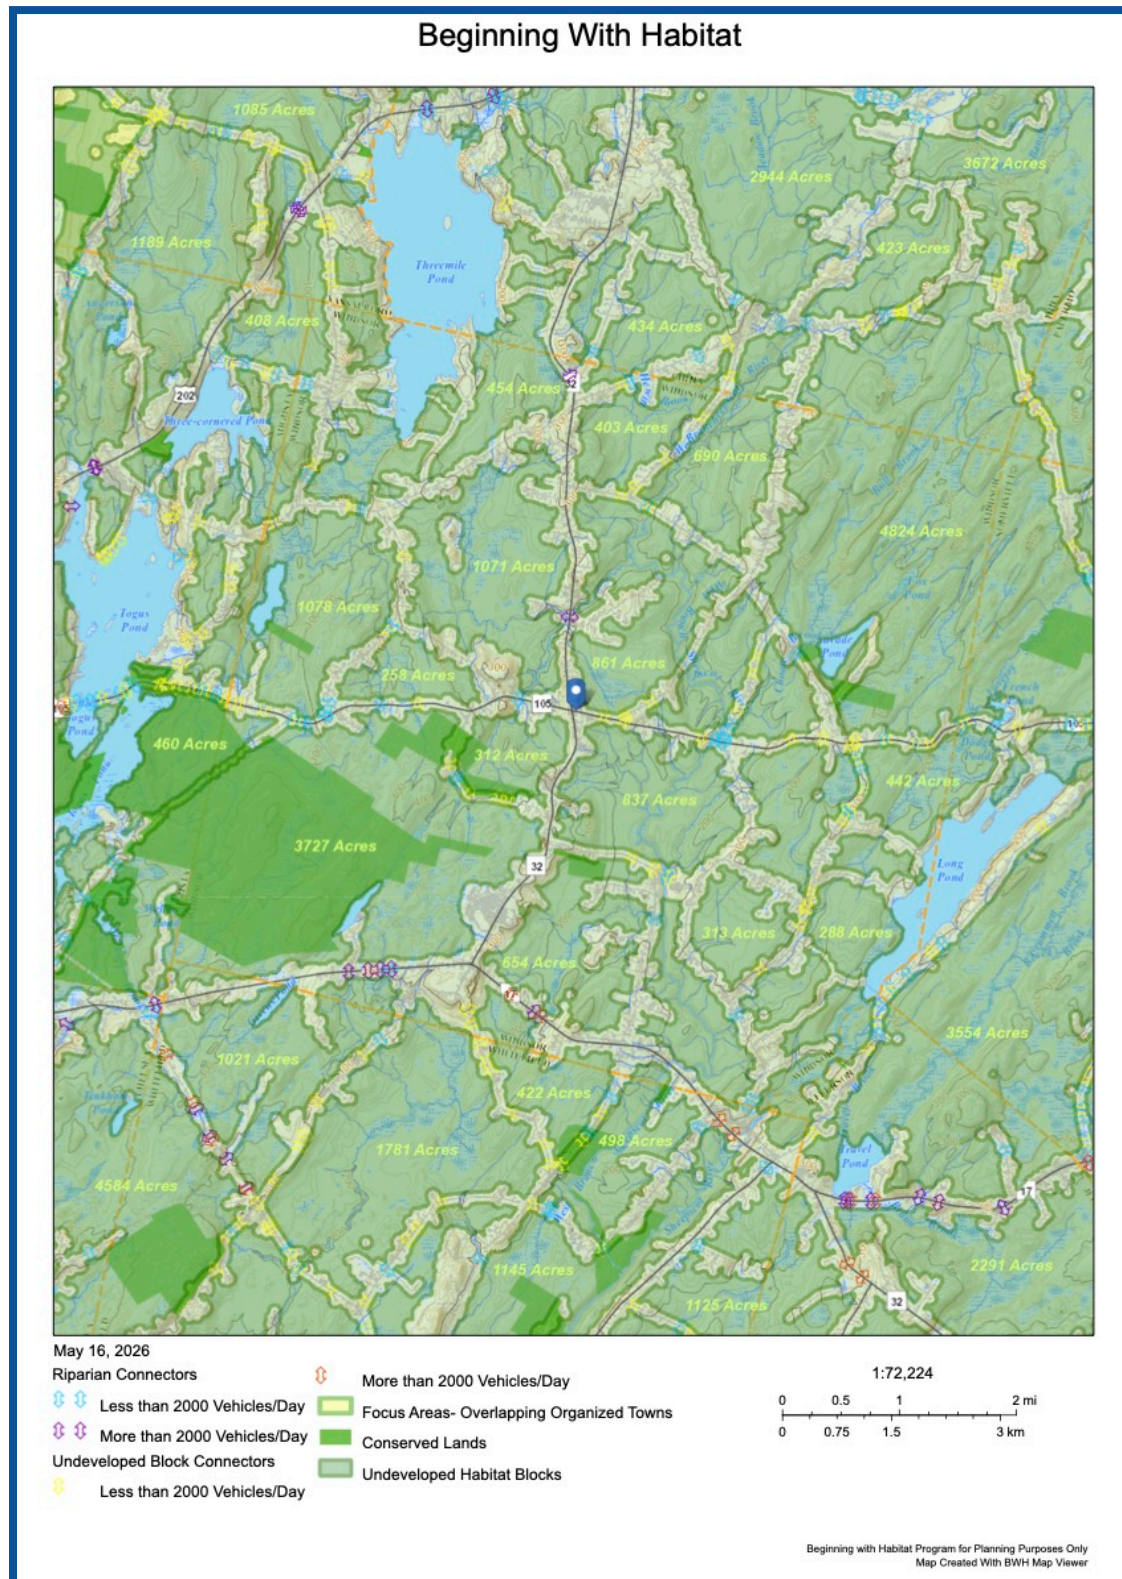 Beginning With Habitat
1085 Acres
3672 Acres
2944 Acres
1189 Acres
423 Acres
Threemile
Pond
408 Acres
434 Acres
454 Acres
202
32
Three-cornered Pond
403 Acres
690 Acres
4824 Acres
1071 Acres
1078 Acres
Togus
Pond
861 Acres
258 Acres
105
460 Acres
312 Acres
442 Acres
837 Acres
3727 Acres
Long
Pond
32
313 Acres
288 Acres
654 Acres
17
3554 Acres
WINDSOR
1021 Acres
422 Acres
498 Acres
1781 Acres
Travel
Pond
4584 Acres
17
1145 Acres
2291 Acres
1125 Acres
32
May 16, 2026
Riparian Connectors
Less than 2000 Vehicles/Day
More than 2000 Vehicles/Day
Undeveloped Block Connectors
Less than 2000 Vehicles/Day
More than 2000 Vehicles/Day
Focus Areas- Overlapping Organized Towns
Conserved Lands
Undeveloped Habitat Blocks
1:72,224
0 0.5 1 2 mi
0 0.75 1.5 3 km
Beginning with Habitat Program for Planning Purposes Only
Map Created With BWH Map Viewer